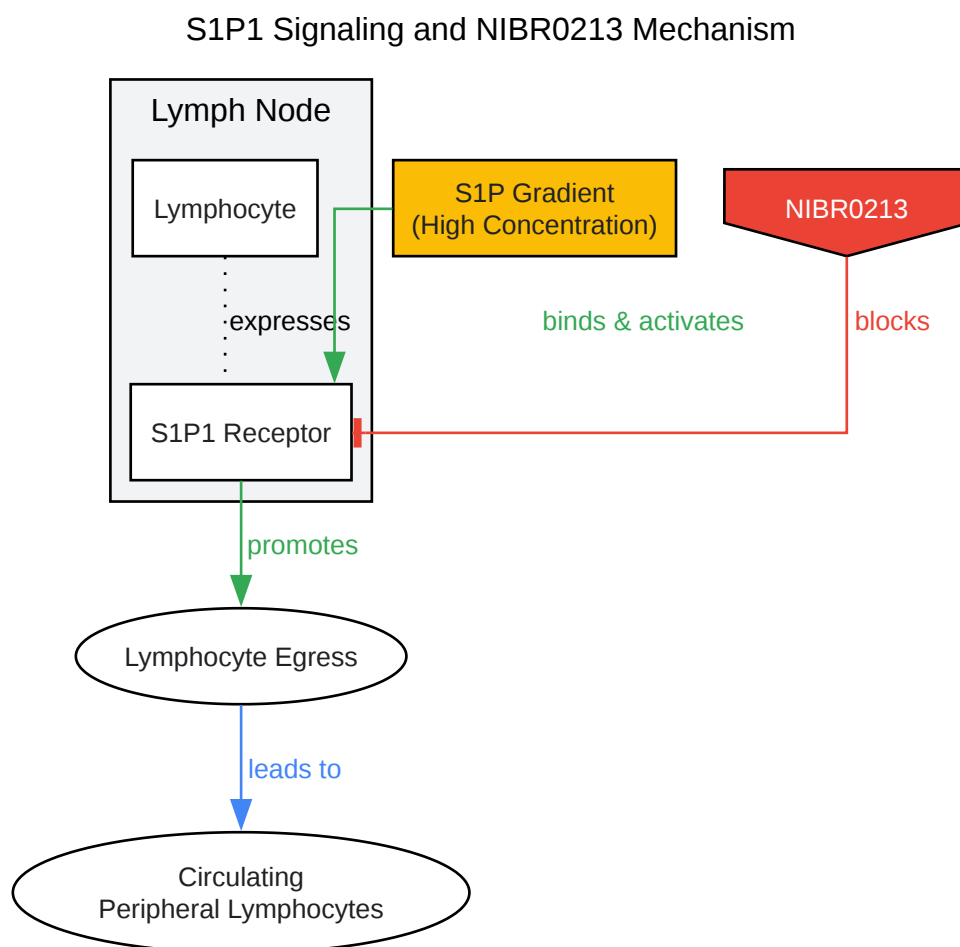 S1P1 Signaling and NIBR0213 Mechanism
Lymph Node
Lymphocyte
S1P Gradient
(High Concentration)
NIBR0213
expresses
binds & activates
blocks
S1P1 Receptor
promotes
Lymphocyte Egress
leads to
Circulating
Peripheral Lymphocytes